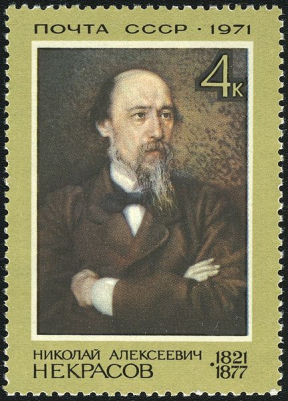 ПОЧТА СССР · 1971
4к
НИКОЛАЙ АЛЕКСЕЕВИЧ
НЕКРАСОВ
·1821
1877